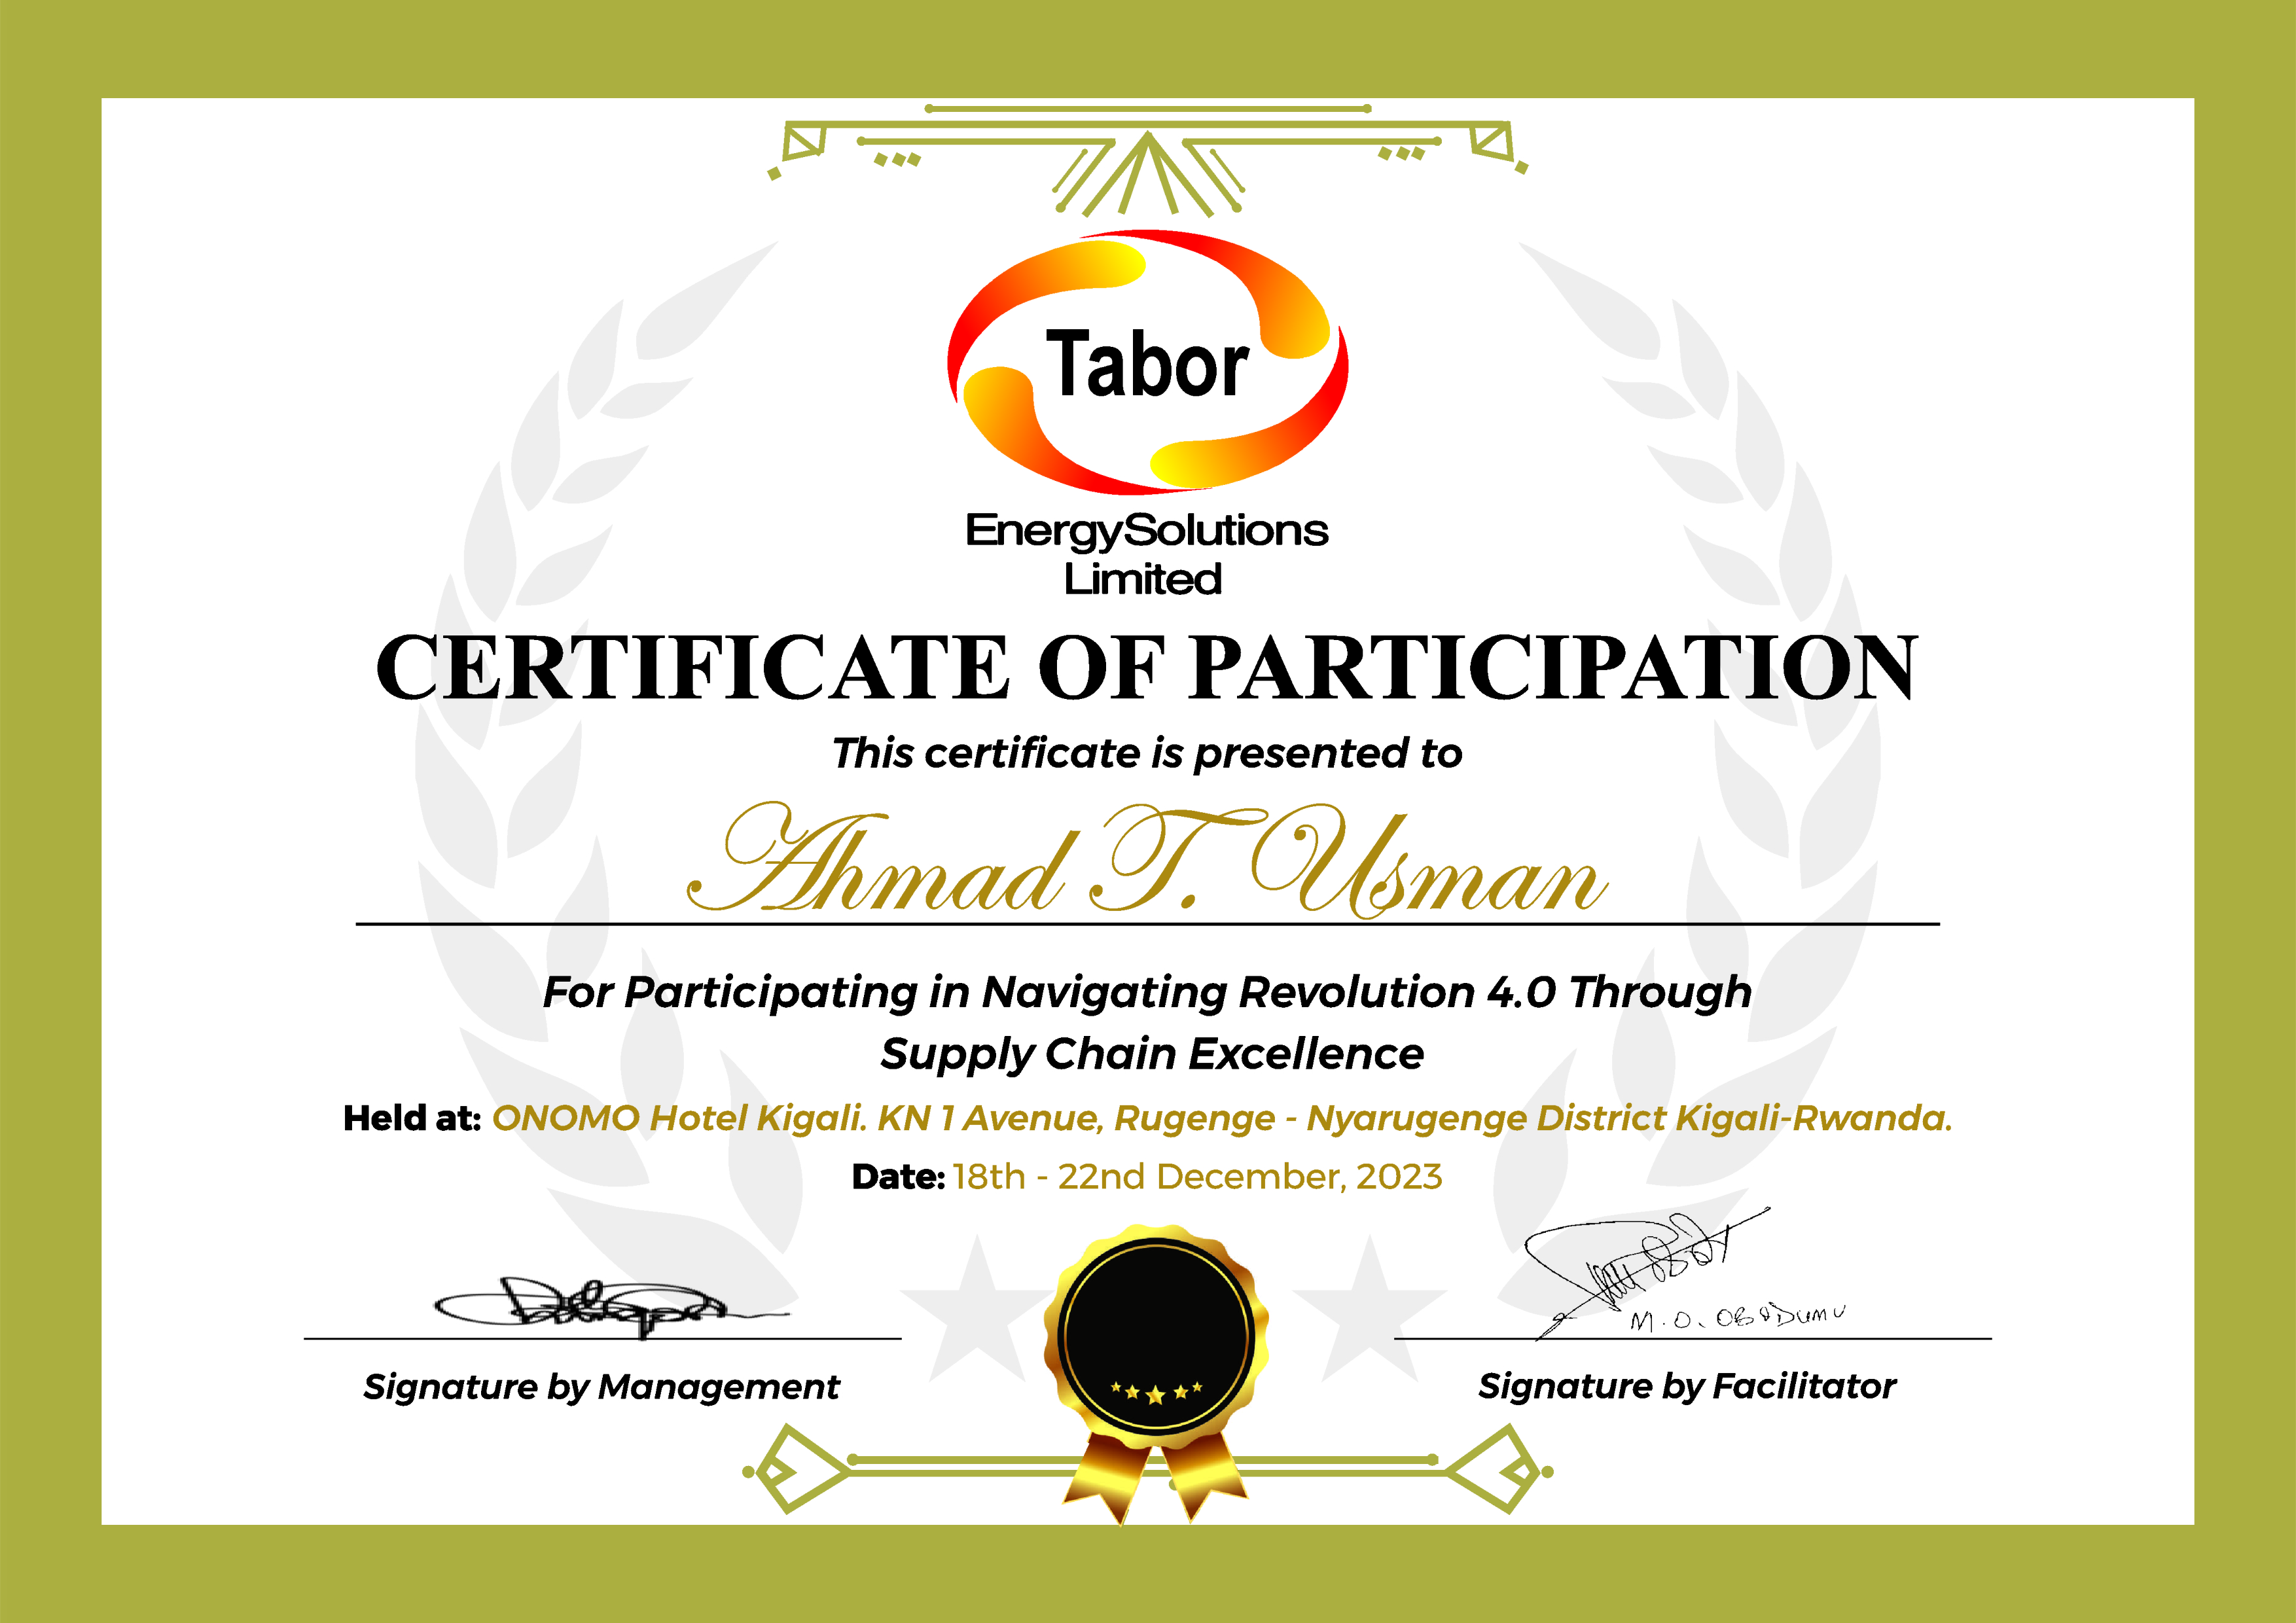 Tabor
EnergySolutions
Limited
CERTIFICATE OF PARTICIPATION
This certificate is presented to
Ahmad T. Usman
For Participating in Navigating Revolution 4.0 Through
Supply Chain Excellence
Held at: ONOMO Hotel Kigali. KN 1 Avenue, Rugenge - Nyarugenge District Kigali-Rwanda.
Date: 18th - 22nd December, 2023
M. O. OBADUMU
Signature by Management
Signature by Facilitator